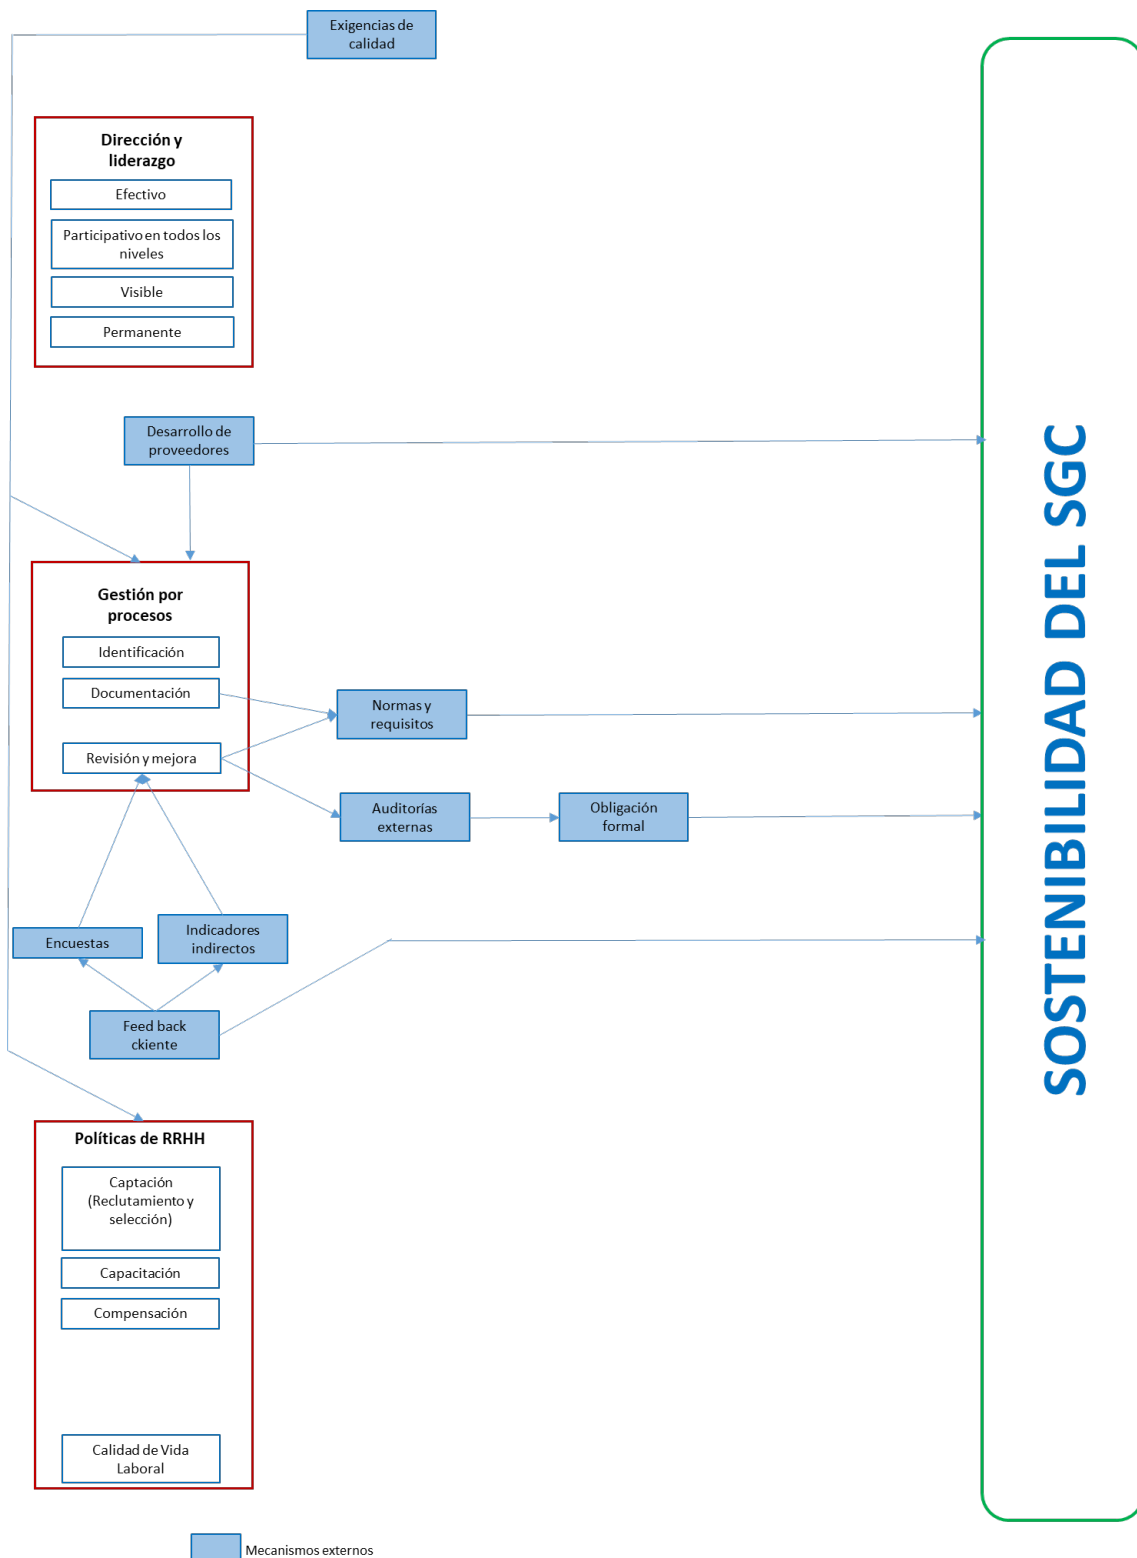 Exigencias de
calidad
Dirección y
liderazgo
Efectivo
Participativo en todos los
niveles
Visible
Permanente
Desarrollo de
proveedores
Gestión por
procesos
Identificación
Documentación
Normas y
requisitos
Revisión y mejora
Auditorías
externas
Obligación
formal
Encuestas
Indicadores
indirectos
Feed back
ckiente
Políticas de RRHH
Captación
(Reclutamiento y
selección)
Capacitación
Compensación
Calidad de Vida
Laboral
Mecanismos externos
SOSTENIBILIDAD DEL SGC